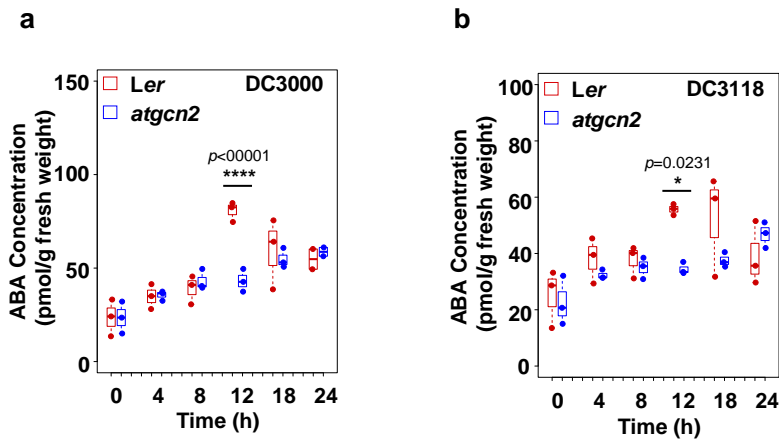 a
ABA Concentration
(pmol/g fresh weight)
150
100
50
0
Ler
atgcn2
DC3000
p<00001
****
0 4 8 12 18 24
Time (h)
b
ABA Concentration
(pmol/g fresh weight)
100
80
60
40
20
0
Ler
atgcn2
DC3118
p=0.0231
*
0 4 8 12 18 24
Time (h)